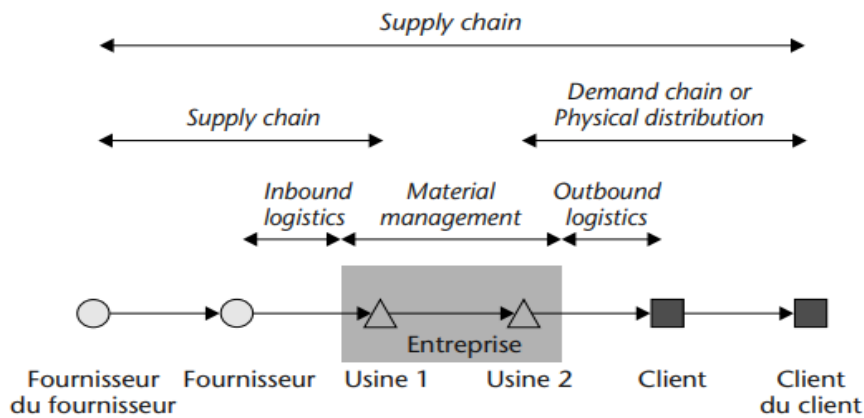 Supply chain
Demand chain or
Physical distribution
Supply chain
Inbound
logistics
Material
management
Outbound
logistics
Entreprise
Fournisseur
du fournisseur
Fournisseur
Usine 1
Usine 2
Client
Client
du client